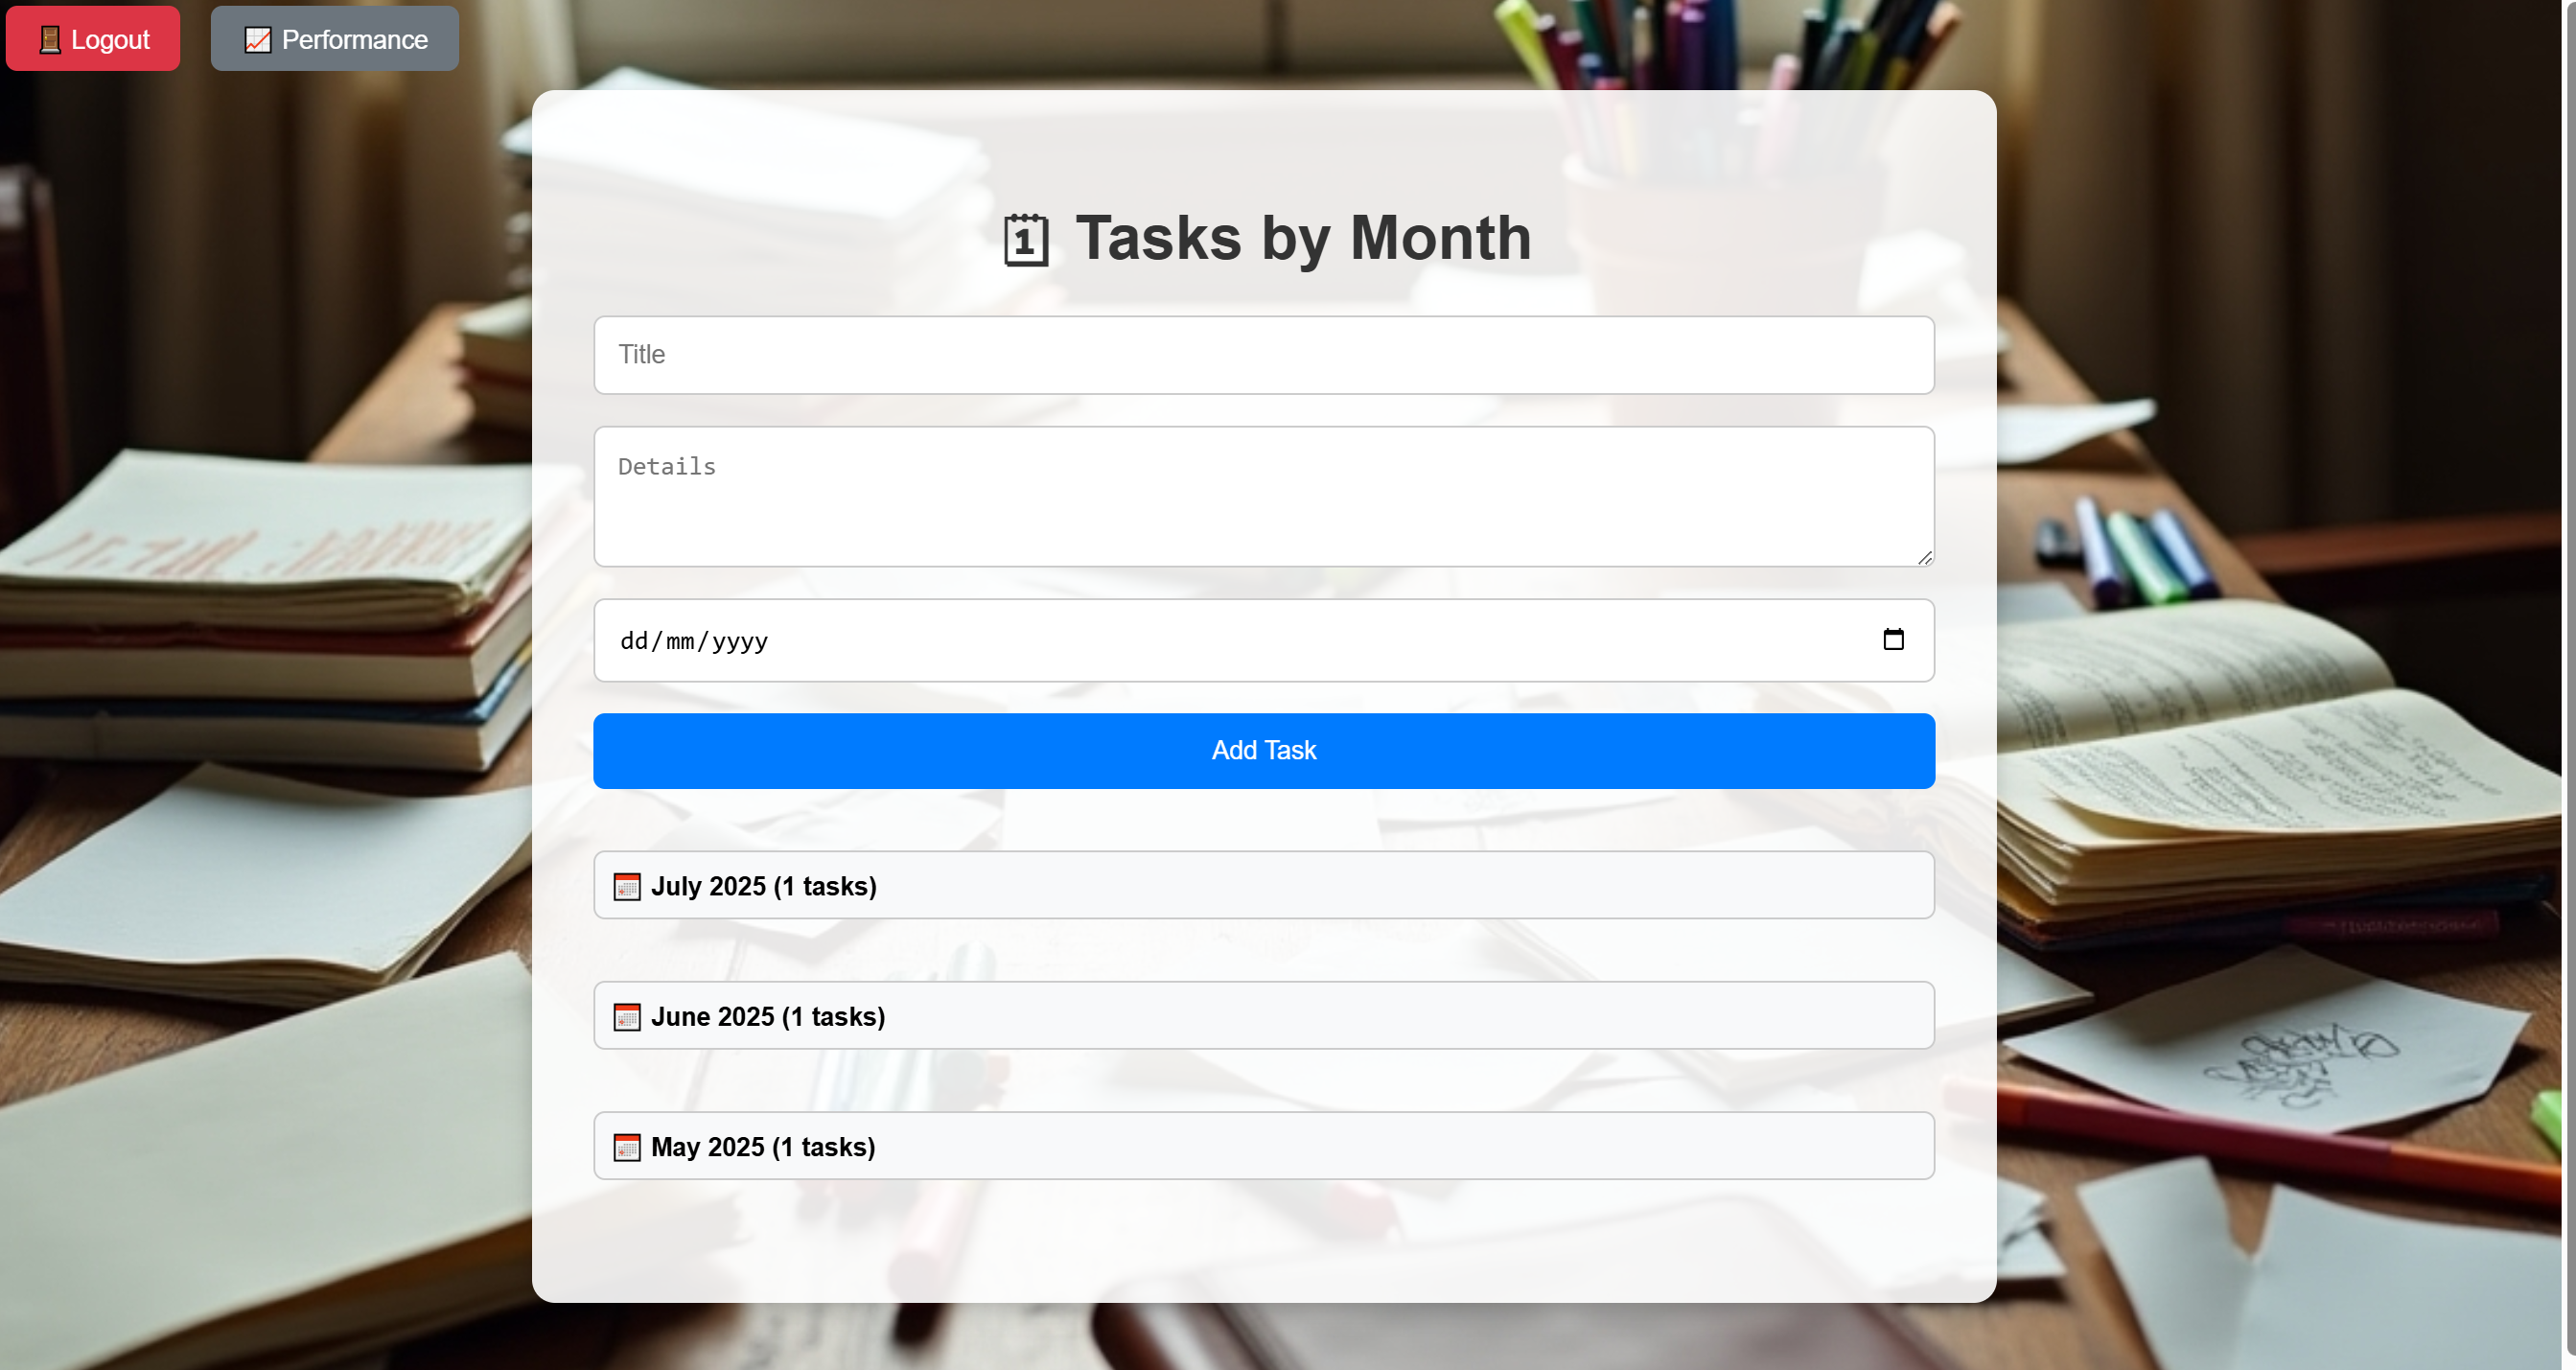 Logout
Performance
Tasks by Month
Title
Details
dd/mm/yyyy
Add Task
July 2025 (1 tasks)
June 2025 (1 tasks)
May 2025 (1 tasks)